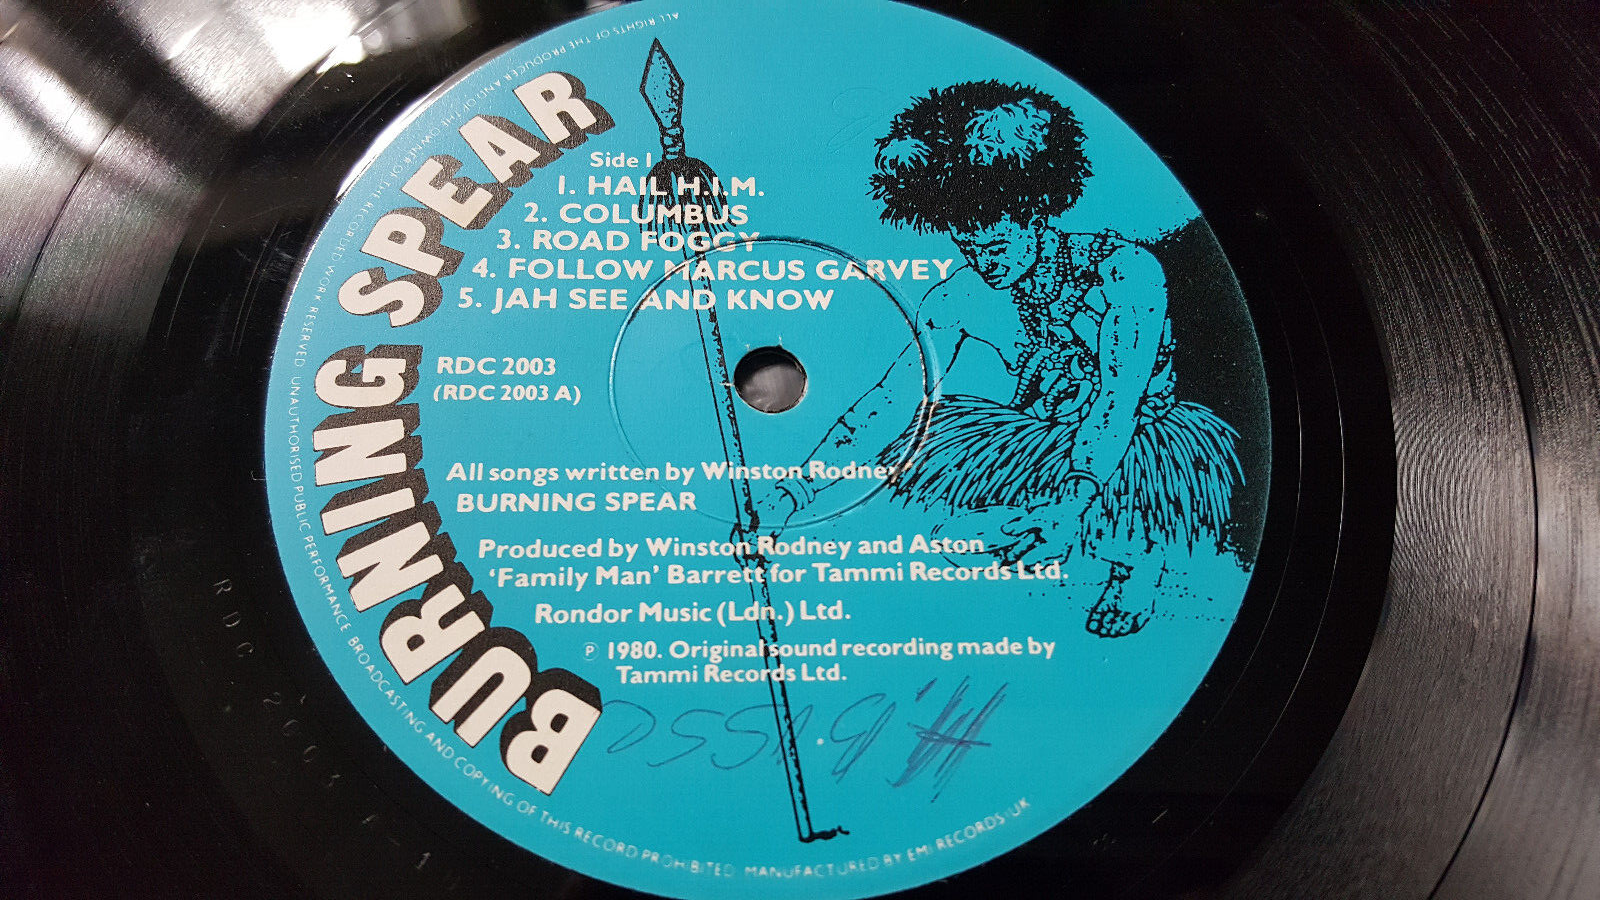 BURNING SPEAR
Side 1
1. HAIL H.I.M.
2. COLUMBUS
3. ROAD FOGGY
4. FOLLOW MARCUS GARVEY
5. JAH SEE AND KNOW
RDC 2003
(RDC 2003 A)
All songs written by Winston Rodney
BURNING SPEAR
Produced by Winston Rodney and Aston
‘Family Man’ Barrett for Tammi Records Ltd.
Rondor Music (Ldn.) Ltd.
℗ 1980. Original sound recording made by
Tammi Records Ltd.
ALL RIGHTS OF THE PRODUCER AND OF THE OWNER OF THE RECORDED WORK RESERVED. UNAUTHORISED PUBLIC PERFORMANCE BROADCASTING AND COPYING OF THIS RECORD PROHIBITED. MANUFACTURED BY EMI RECORDS UK
RDC 2003 A - 1